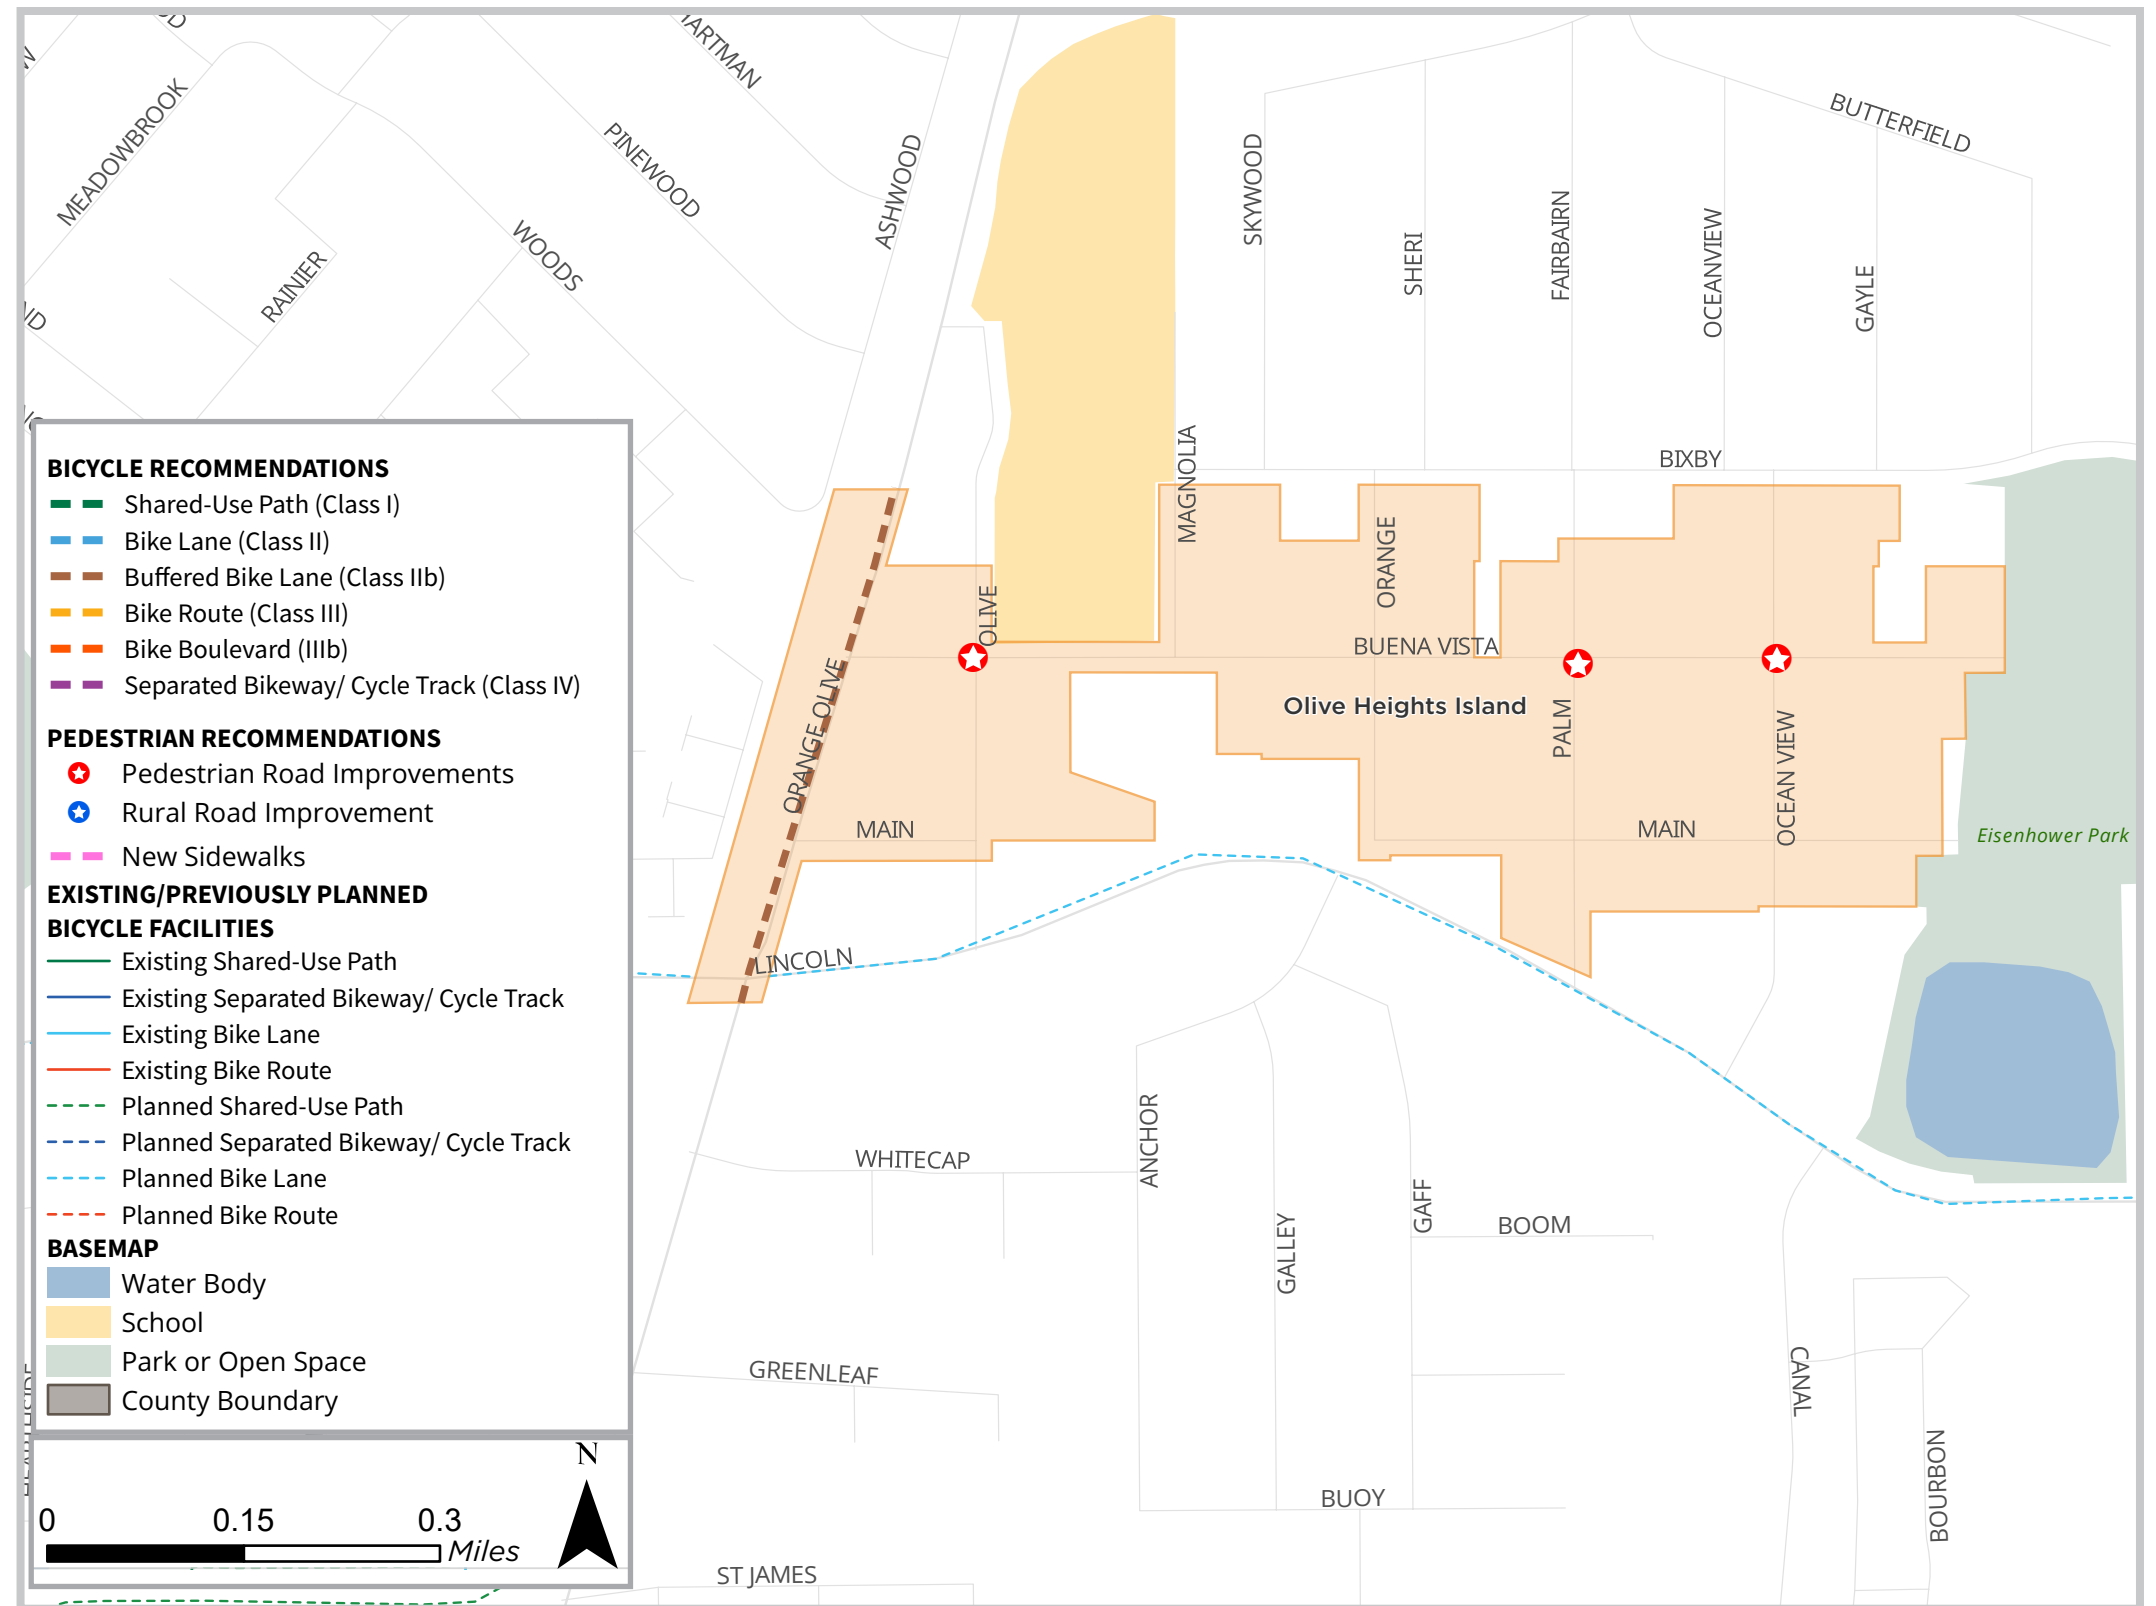 HARTMAN
MEADOWBROOK
PINEWOOD
ASHWOOD
SKYWOOD
SHERI
FAIRBAIRN
OCEANVIEW
GAYLE
BUTTERFIELD
WOODS
RAINIER
BIXBY
MAGNOLIA
ORANGE
OLIVE
BUENA VISTA
Olive Heights Island
ORANGE OLIVE
PALM
OCEAN VIEW
MAIN
MAIN
Eisenhower Park
LINCOLN
ANCHOR
WHITECAP
GALLEY
GAFF
BOOM
GREENLEAF
CANAL
BOURBON
BUOY
ST JAMES
BICYCLE RECOMMENDATIONS
Shared-Use Path (Class I)
Bike Lane (Class II)
Buffered Bike Lane (Class IIb)
Bike Route (Class III)
Bike Boulevard (IIIb)
Separated Bikeway/ Cycle Track (Class IV)
PEDESTRIAN RECOMMENDATIONS
Pedestrian Road Improvements
Rural Road Improvement
New Sidewalks
EXISTING/PREVIOUSLY PLANNED
BICYCLE FACILITIES
Existing Shared-Use Path
Existing Separated Bikeway/ Cycle Track
Existing Bike Lane
Existing Bike Route
Planned Shared-Use Path
Planned Separated Bikeway/ Cycle Track
Planned Bike Lane
Planned Bike Route
BASEMAP
Water Body
School
Park or Open Space
County Boundary
N
0 0.15 0.3
Miles